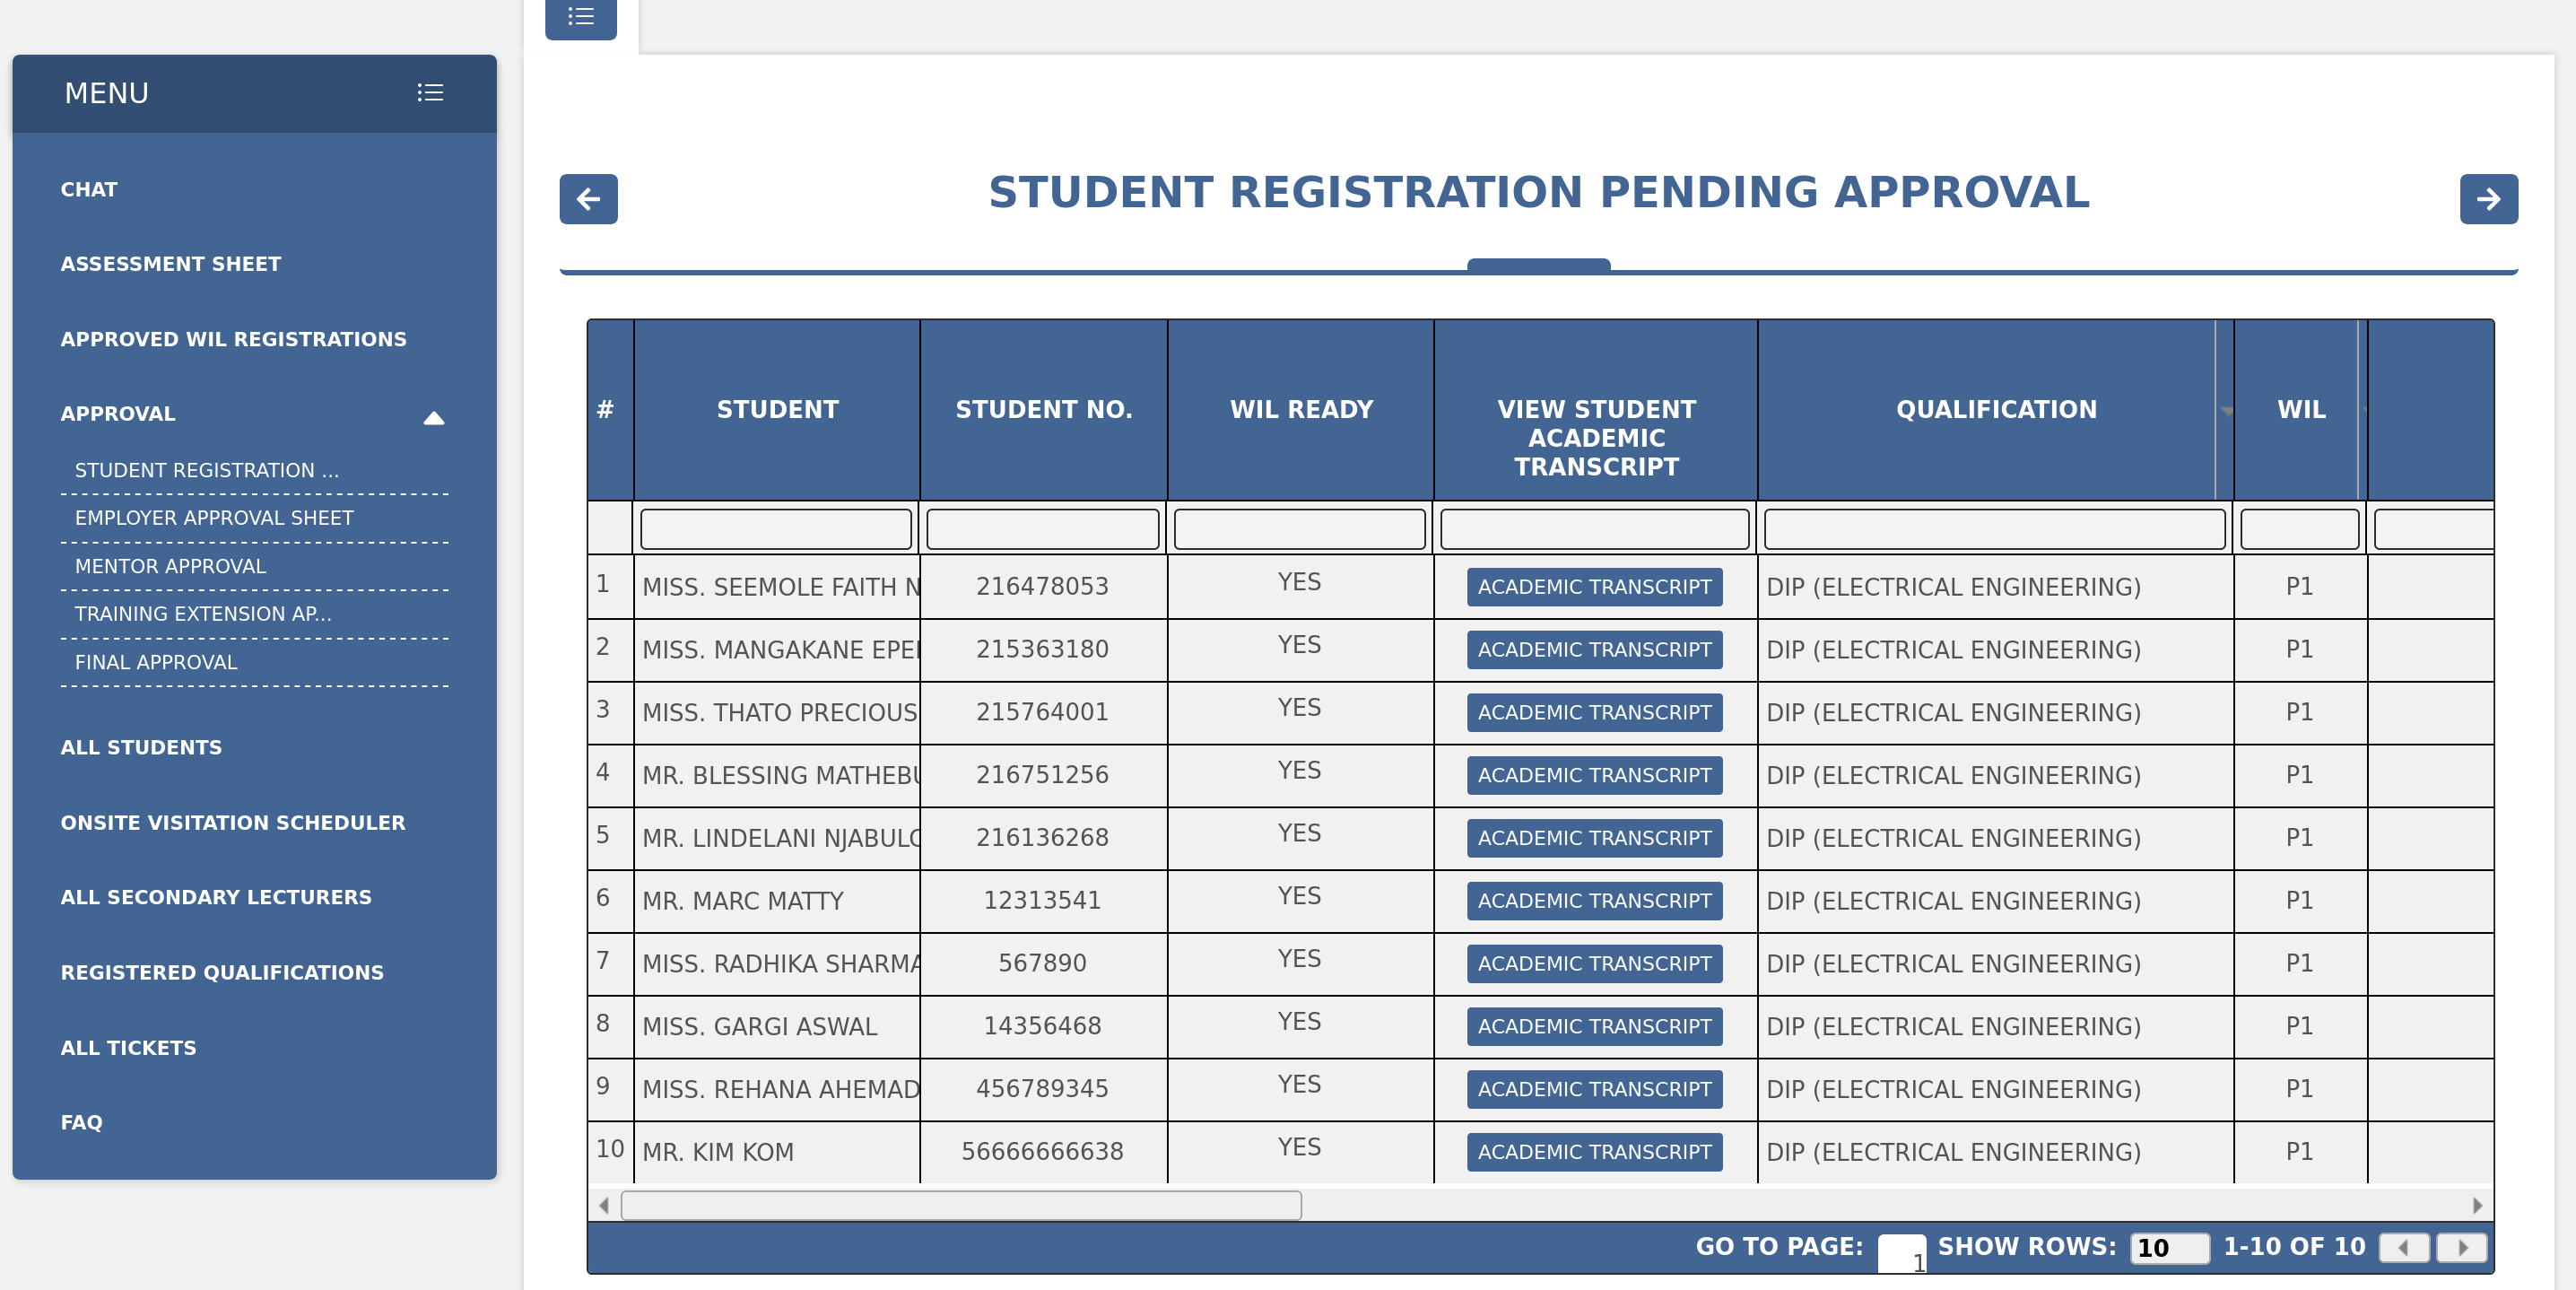 MENU
CHAT
ASSESSMENT SHEET
APPROVED WIL REGISTRATIONS
APPROVAL
STUDENT REGISTRATION ...
EMPLOYER APPROVAL SHEET
MENTOR APPROVAL
TRAINING EXTENSION AP...
FINAL APPROVAL
ALL STUDENTS
ONSITE VISITATION SCHEDULER
ALL SECONDARY LECTURERS
REGISTERED QUALIFICATIONS
ALL TICKETS
FAQ
STUDENT REGISTRATION PENDING APPROVAL
# STUDENT STUDENT NO. WIL READY VIEW STUDENT ACADEMIC TRANSCRIPT QUALIFICATION WIL
1 MISS. SEEMOLE FAITH N 216478053 YES ACADEMIC TRANSCRIPT DIP (ELECTRICAL ENGINEERING) P1
2 MISS. MANGAKANE 215363180 YES ACADEMIC TRANSCRIPT DIP (ELECTRICAL ENGINEERING) P1
3 MISS. THATO PRECIOUS 215764001 YES ACADEMIC TRANSCRIPT DIP (ELECTRICAL ENGINEERING) P1
4 MR. BLESSING 216751256 YES ACADEMIC TRANSCRIPT DIP (ELECTRICAL ENGINEERING) P1
5 MR. LINDELANI 216136268 YES ACADEMIC TRANSCRIPT DIP (ELECTRICAL ENGINEERING) P1
6 MR. MARC MATTY 12313541 YES ACADEMIC TRANSCRIPT DIP (ELECTRICAL ENGINEERING) P1
7 MISS. RADHIKA SHARMA 567890 YES ACADEMIC TRANSCRIPT DIP (ELECTRICAL ENGINEERING) P1
8 MISS. GARGI ASWAL 14356468 YES ACADEMIC TRANSCRIPT DIP (ELECTRICAL ENGINEERING) P1
9 MISS. REHANA AHEMAD 456789345 YES ACADEMIC TRANSCRIPT DIP (ELECTRICAL ENGINEERING) P1
10 MR. KIM KOM 56666666638 YES ACADEMIC TRANSCRIPT DIP (ELECTRICAL ENGINEERING) P1
GO TO PAGE: 1 SHOW ROWS: 10 1-10 OF 10